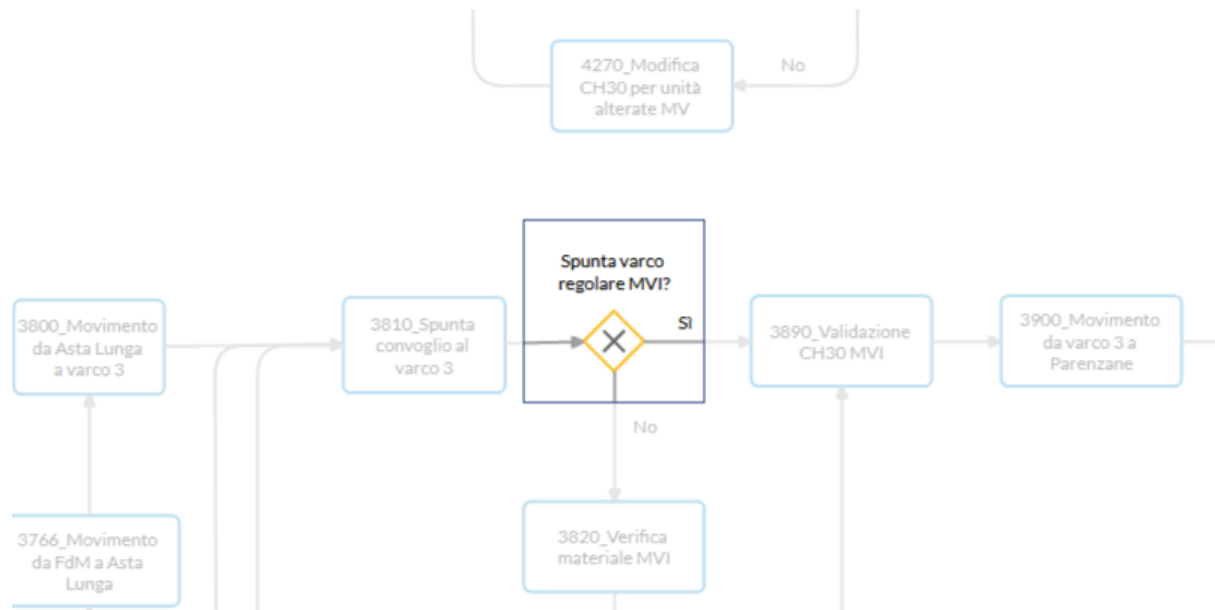 4270_Modifica
CH30 per unità
alterate MV
No
Spunta varco
regolare MVI?
Sì
3800_Movimento
da Asta Lunga
a varco 3
3810_Spunta
convoglio al
varco 3
3890_Validazione
CH30 MVI
3900_Movimento
da varco 3 a
Parenzane
No
3766_Movimento
da FdM a Asta
Lunga
3820_Verifica
materiale MVI